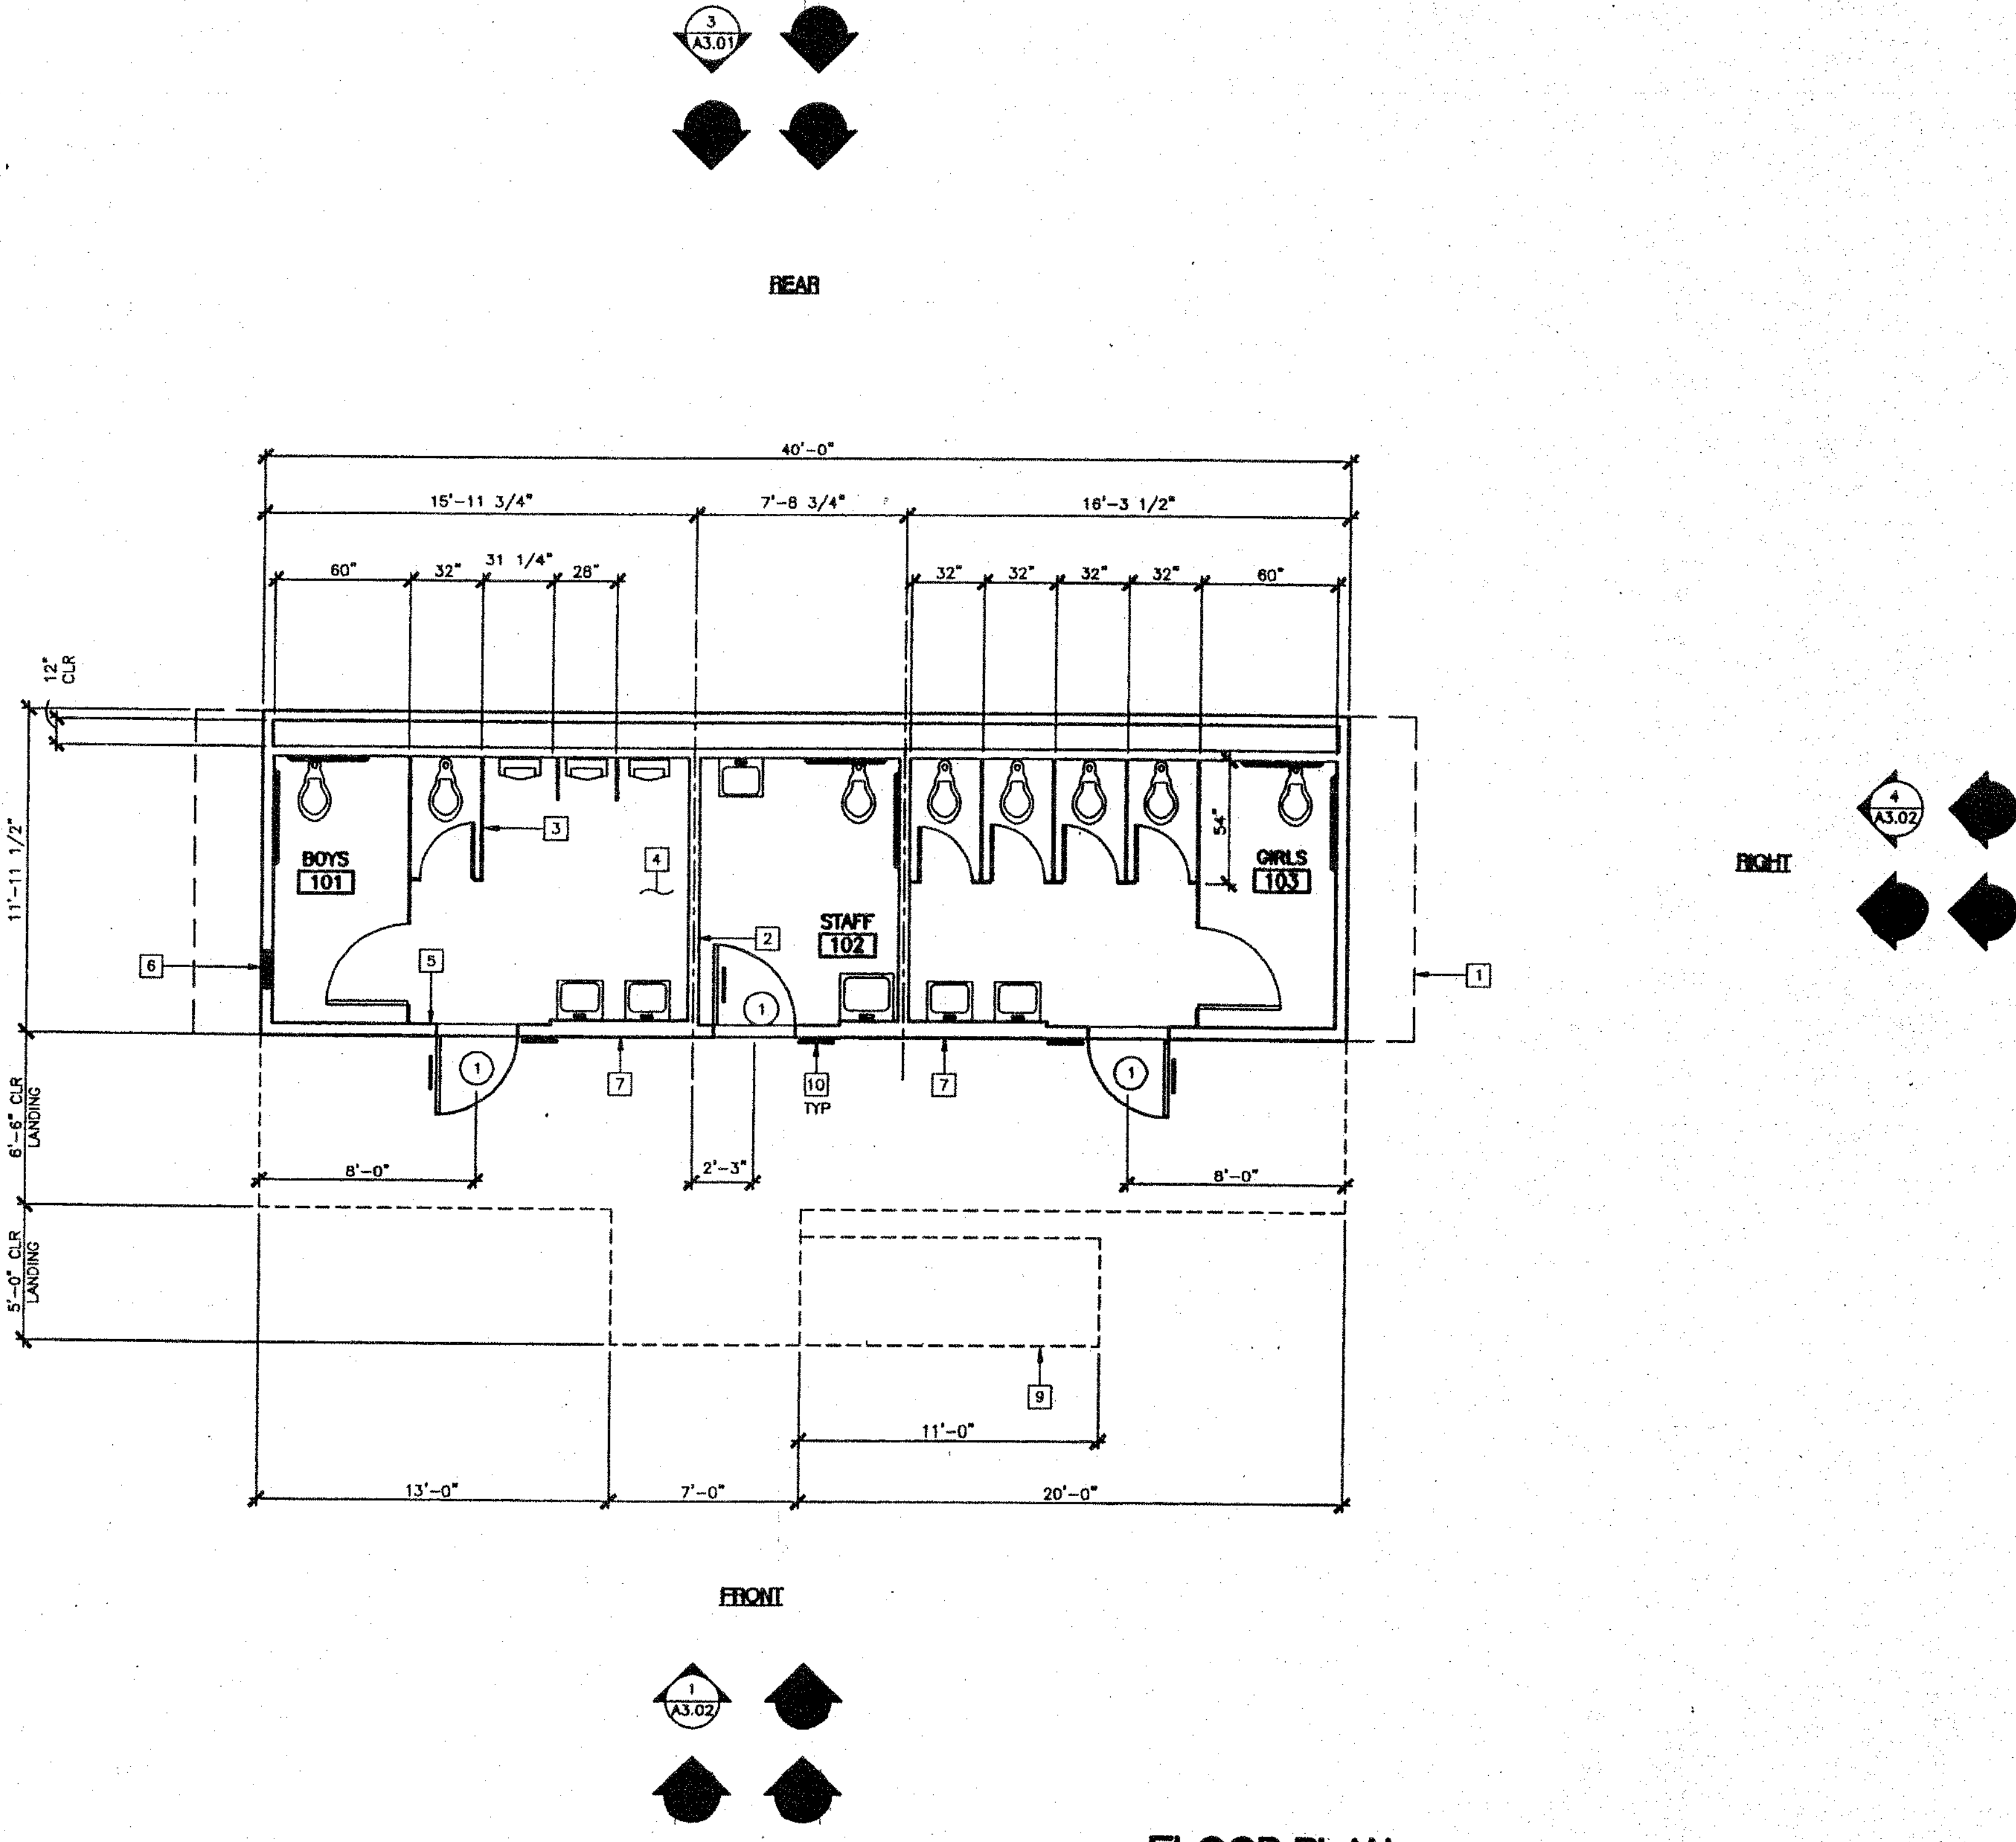 3
A3.01
REAR
40'-0"
15'-11 3/4"
7'-8 3/4"
16'-3 1/2"
60"
32"
31 1/4"
28"
32"
32"
32"
32"
60"
12"
CLR
11'-11 1/2"
BOYS
101
3
4
2
STAFF
102
54"
GIRLS
103
RIGHT
4
A3.02
6
5
1
1
1
1
7
10
TYP
7
6'-6" CLR
LANDING
8'-0"
2'-3"
8'-0"
5'-0" CLR
LANDING
9
11'-0"
13'-0"
7'-0"
20'-0"
FRONT
1
A3.02
FLOOR PLAN